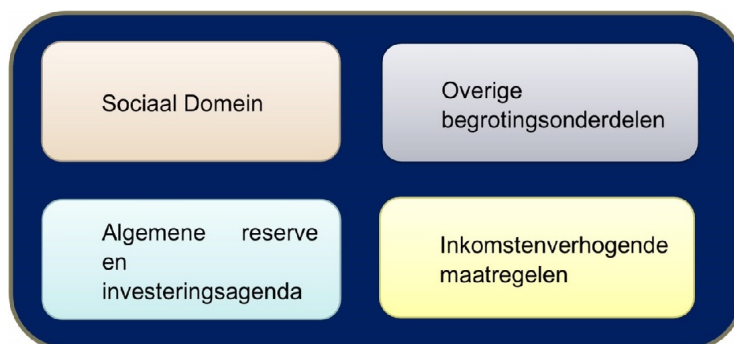 Sociaal Domein
Overige
begrotingsonderdelen
Algemene reserve
en
investeringsagenda
Inkomstenverhogende
maatregelen